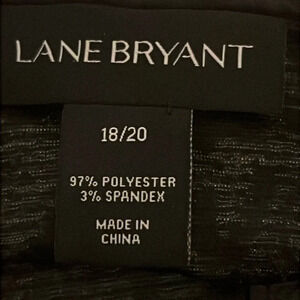 LANE BRYANT
18/20
97% POLYESTER
3% SPANDEX
MADE IN
CHINA